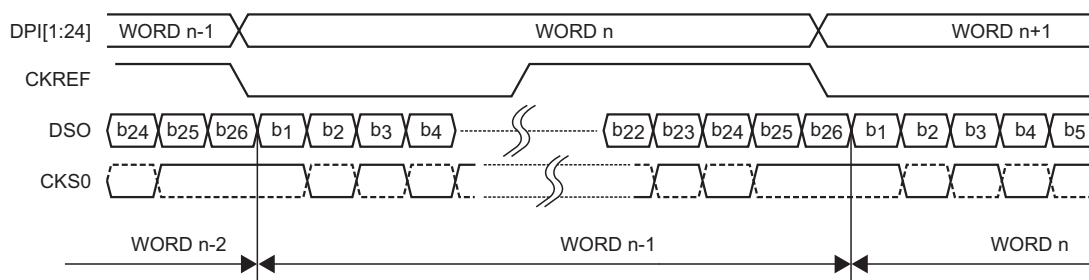 DPI[1:24] WORD n-1 WORD n WORD n+1
CKREF
DSO b24 b25 b26 b1 b2 b3 b4 b22 b23 b24 b25 b26 b1 b2 b3 b4 b5
CKS0
WORD n-2 WORD n-1 WORD n